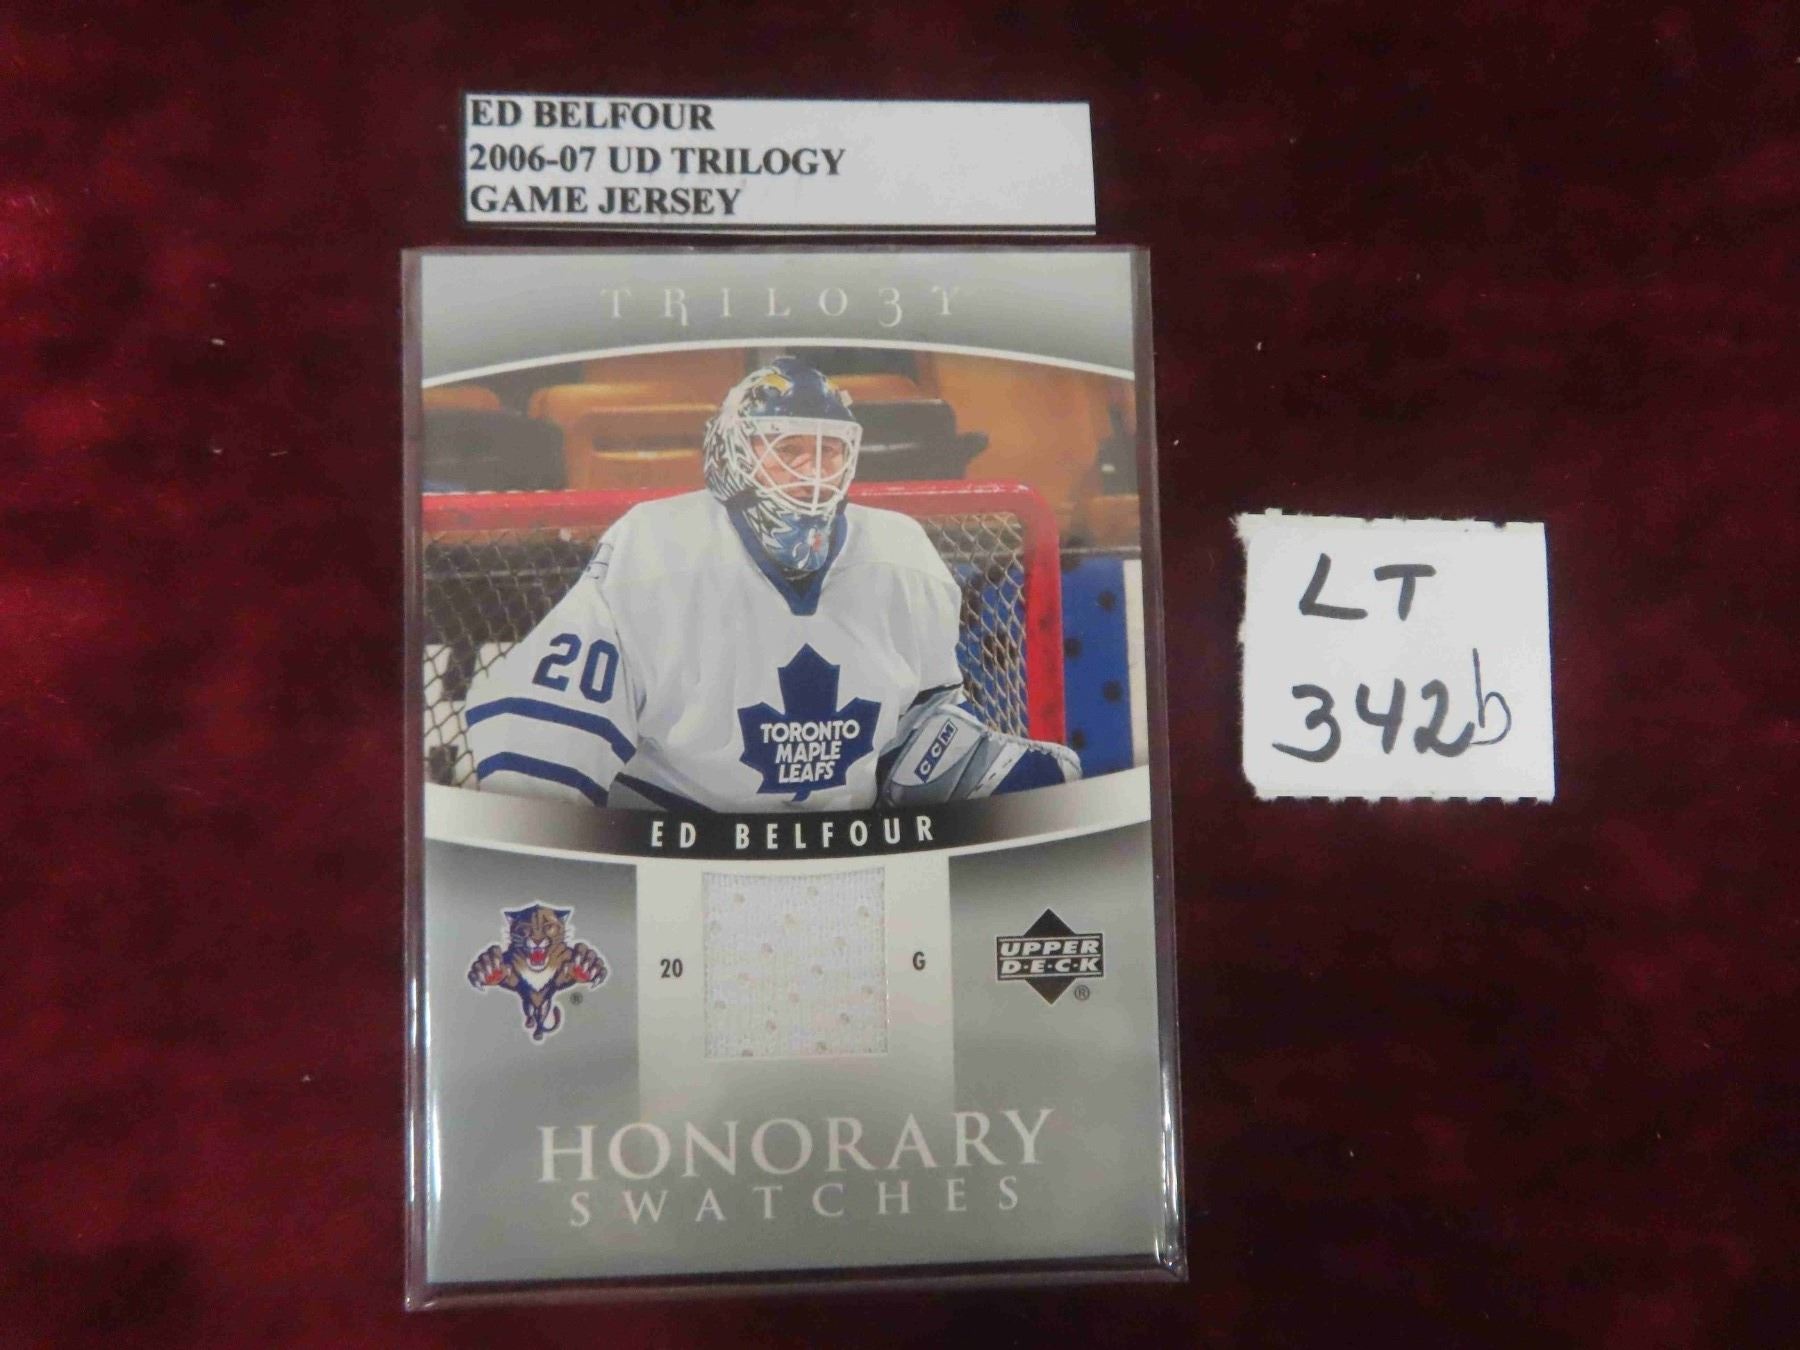 ED BELFOUR
2006-07 UD TRILOGY
GAME JERSEY
TRILO3Y
20
TORONTO
MAPLE
LEAFS
CCM
ED BELFOUR
20
G
UPPER
D•E•C•K
®
®
HONORARY
SWATCHES
LT
342b